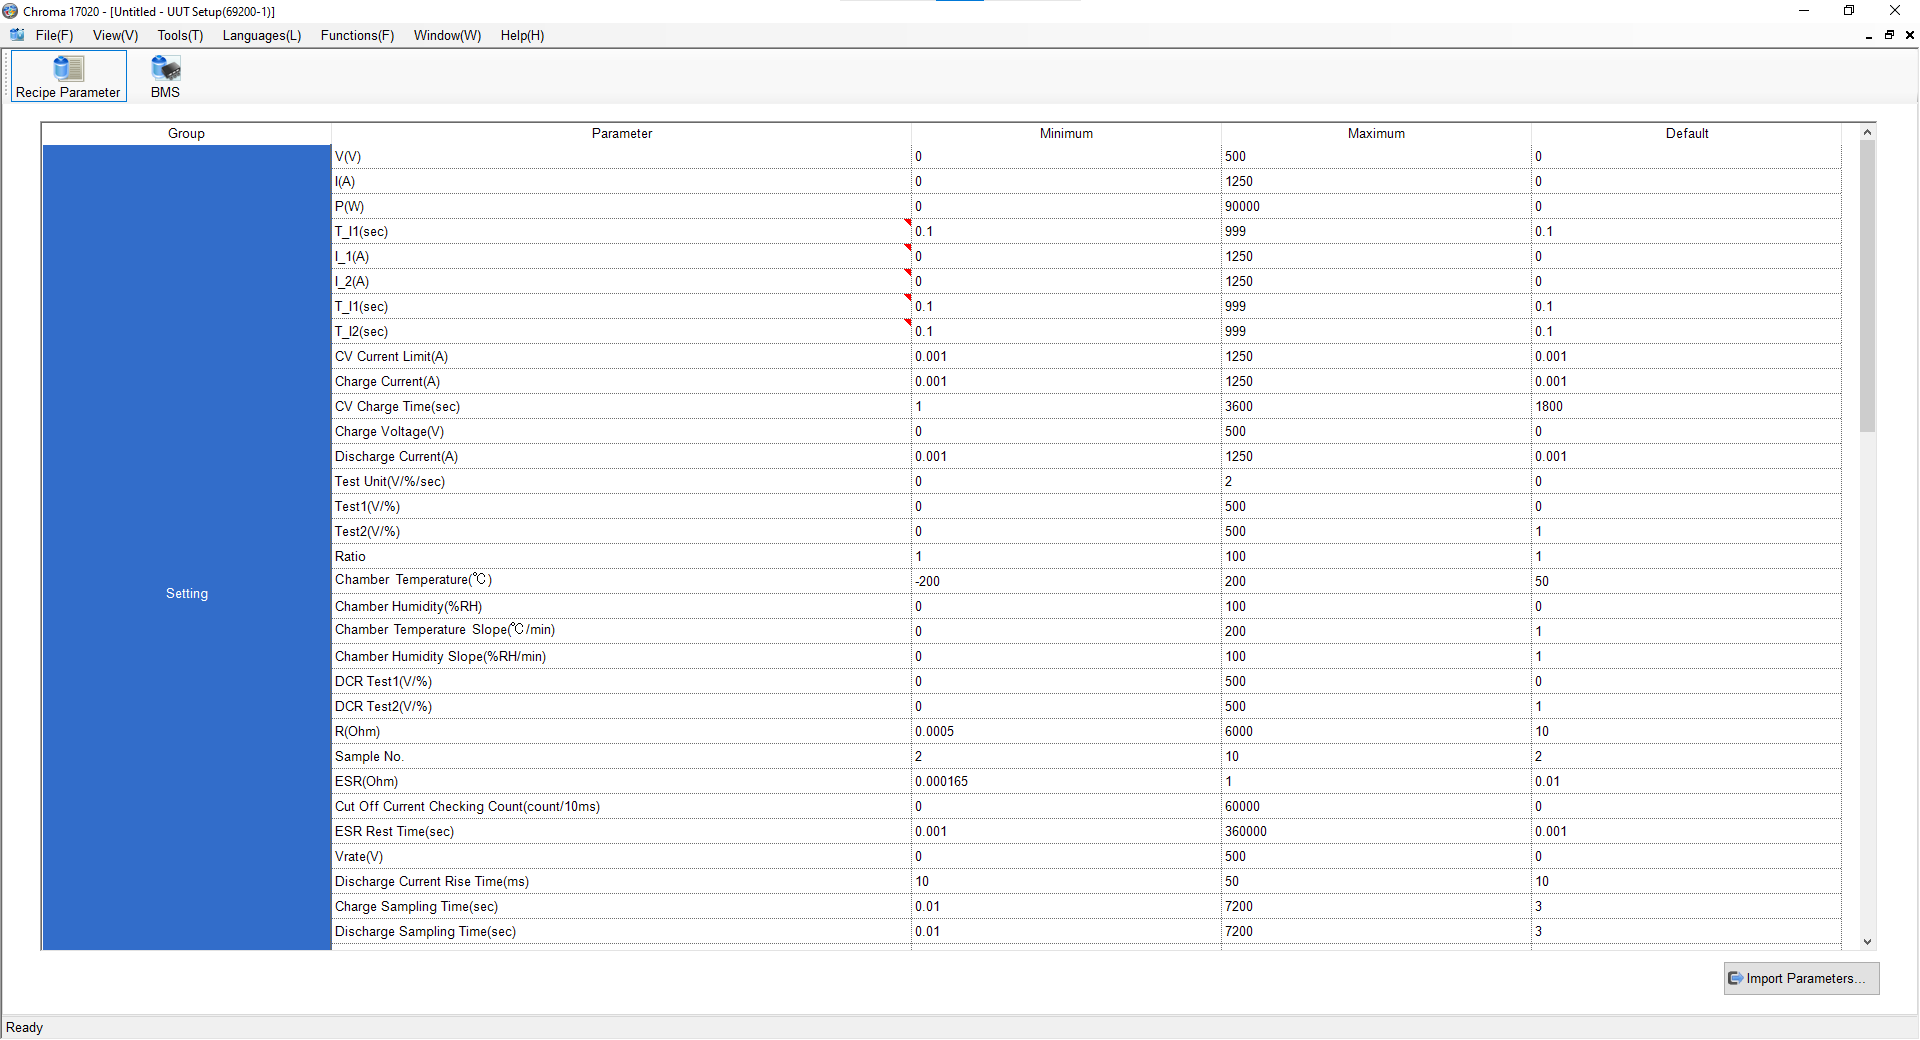 Chroma 17020 - [Untitled - UUT Setup(69200-1)]
File(F) View(V) Tools(T) Languages(L) Functions(F) Window(W) Help(H)
Recipe Parameter BMS
Group Parameter Minimum Maximum Default
Setting
V(V) 0 500 0
I(A) 0 1250 0
P(W) 0 90000 0
T_I1(sec) 0.1 999 0.1
I_1(A) 0 1250 0
I_2(A) 0 1250 0
T_I1(sec) 0.1 999 0.1
T_I2(sec) 0.1 999 0.1
CV Current Limit(A) 0.001 1250 0.001
Charge Current(A) 0.001 1250 0.001
CV Charge Time(sec) 1 3600 1800
Charge Voltage(V) 0 500 0
Discharge Current(A) 0.001 1250 0.001
Test Unit(V/%/sec) 0 2 0
Test1(V/%) 0 500 0
Test2(V/%) 0 500 1
Ratio 1 100 1
Chamber Temperature(℃) -200 200 50
Chamber Humidity(%RH) 0 100 0
Chamber Temperature Slope(℃/min) 0 200 1
Chamber Humidity Slope(%RH/min) 0 100 1
DCR Test1(V/%) 0 500 0
DCR Test2(V/%) 0 500 1
R(Ohm) 0.0005 6000 10
Sample No. 2 10 2
ESR(Ohm) 0.000165 1 0.01
Cut Off Current Checking Count(count/10ms) 0 60000 0
ESR Rest Time(sec) 0.001 360000 0.001
Vrate(V) 0 500 0
Discharge Current Rise Time(ms) 10 50 10
Charge Sampling Time(sec) 0.01 7200 3
Discharge Sampling Time(sec) 0.01 7200 3
Import Parameters...
Ready